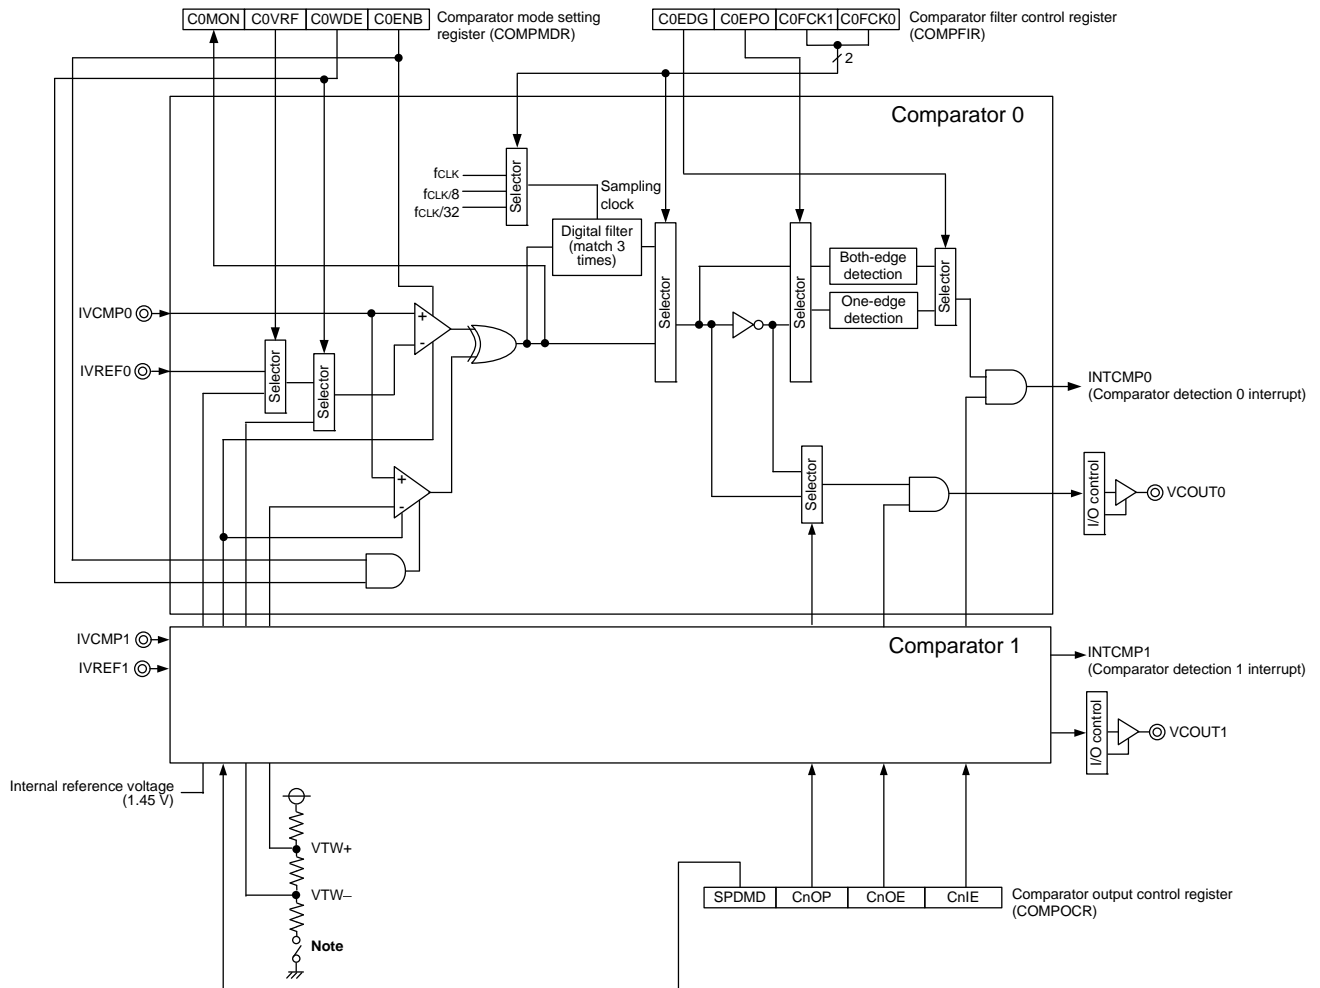 C0MON C0VRF C0WDE C0ENB
Comparator mode setting
register (COMPMDR)
C0EDG C0EPO C0FCK1 C0FCK0
Comparator filter control register
(COMPFIR)
2
Comparator 0
fCLK
fCLK/8
fCLK/32
Selector
Sampling
clock
Digital filter
(match 3
times)
Selector
Selector
Both-edge
detection
One-edge
detection
Selector
IVCMP0
IVREF0
Selector
Selector
+
-
INTCMP0
(Comparator detection 0 interrupt)
+
-
Selector
I/O control
VCOUT0
IVCMP1
IVREF1
Comparator 1
INTCMP1
(Comparator detection 1 interrupt)
I/O control
VCOUT1
Internal reference voltage
(1.45 V)
VTW+
VTW–
Note
SPDMD CnOP CnOE CnIE
Comparator output control register
(COMPOCR)